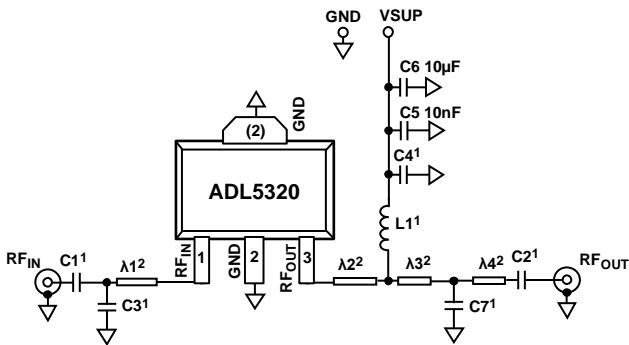 GND VSUP
C6 10µF
C5 10nF
C4¹
L1¹
GND
(2)
ADL5320
RF_IN
1
GND
2
RF_OUT
3
RF_IN
C1¹
λ1²
C3¹
λ2²
λ3²
λ4²
C2¹
C7¹
RF_OUT